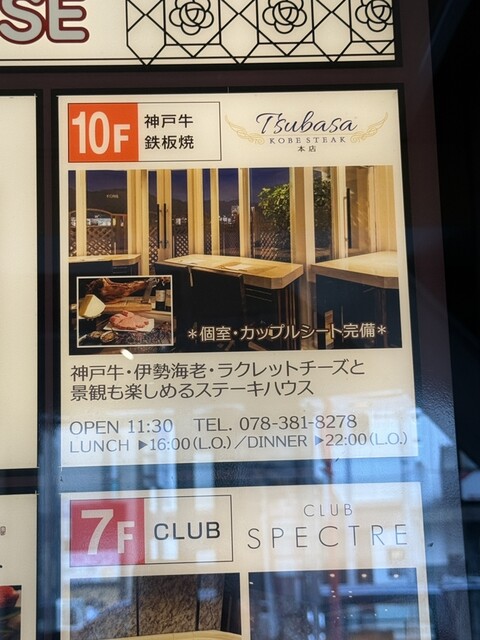 SE
10F
神戸牛
鉄板焼
Tsubasa
KOBE STEAK
本店
＊個室・カップルシート完備＊
神戸牛・伊勢海老・ラクレットチーズと
景観も楽しめるステーキハウス
OPEN 11:30 TEL. 078-381-8278
LUNCH ▶16:00(L.O.)／DINNER ▶22:00(L.O.)
7F
CLUB
CLUB
SPECTRE